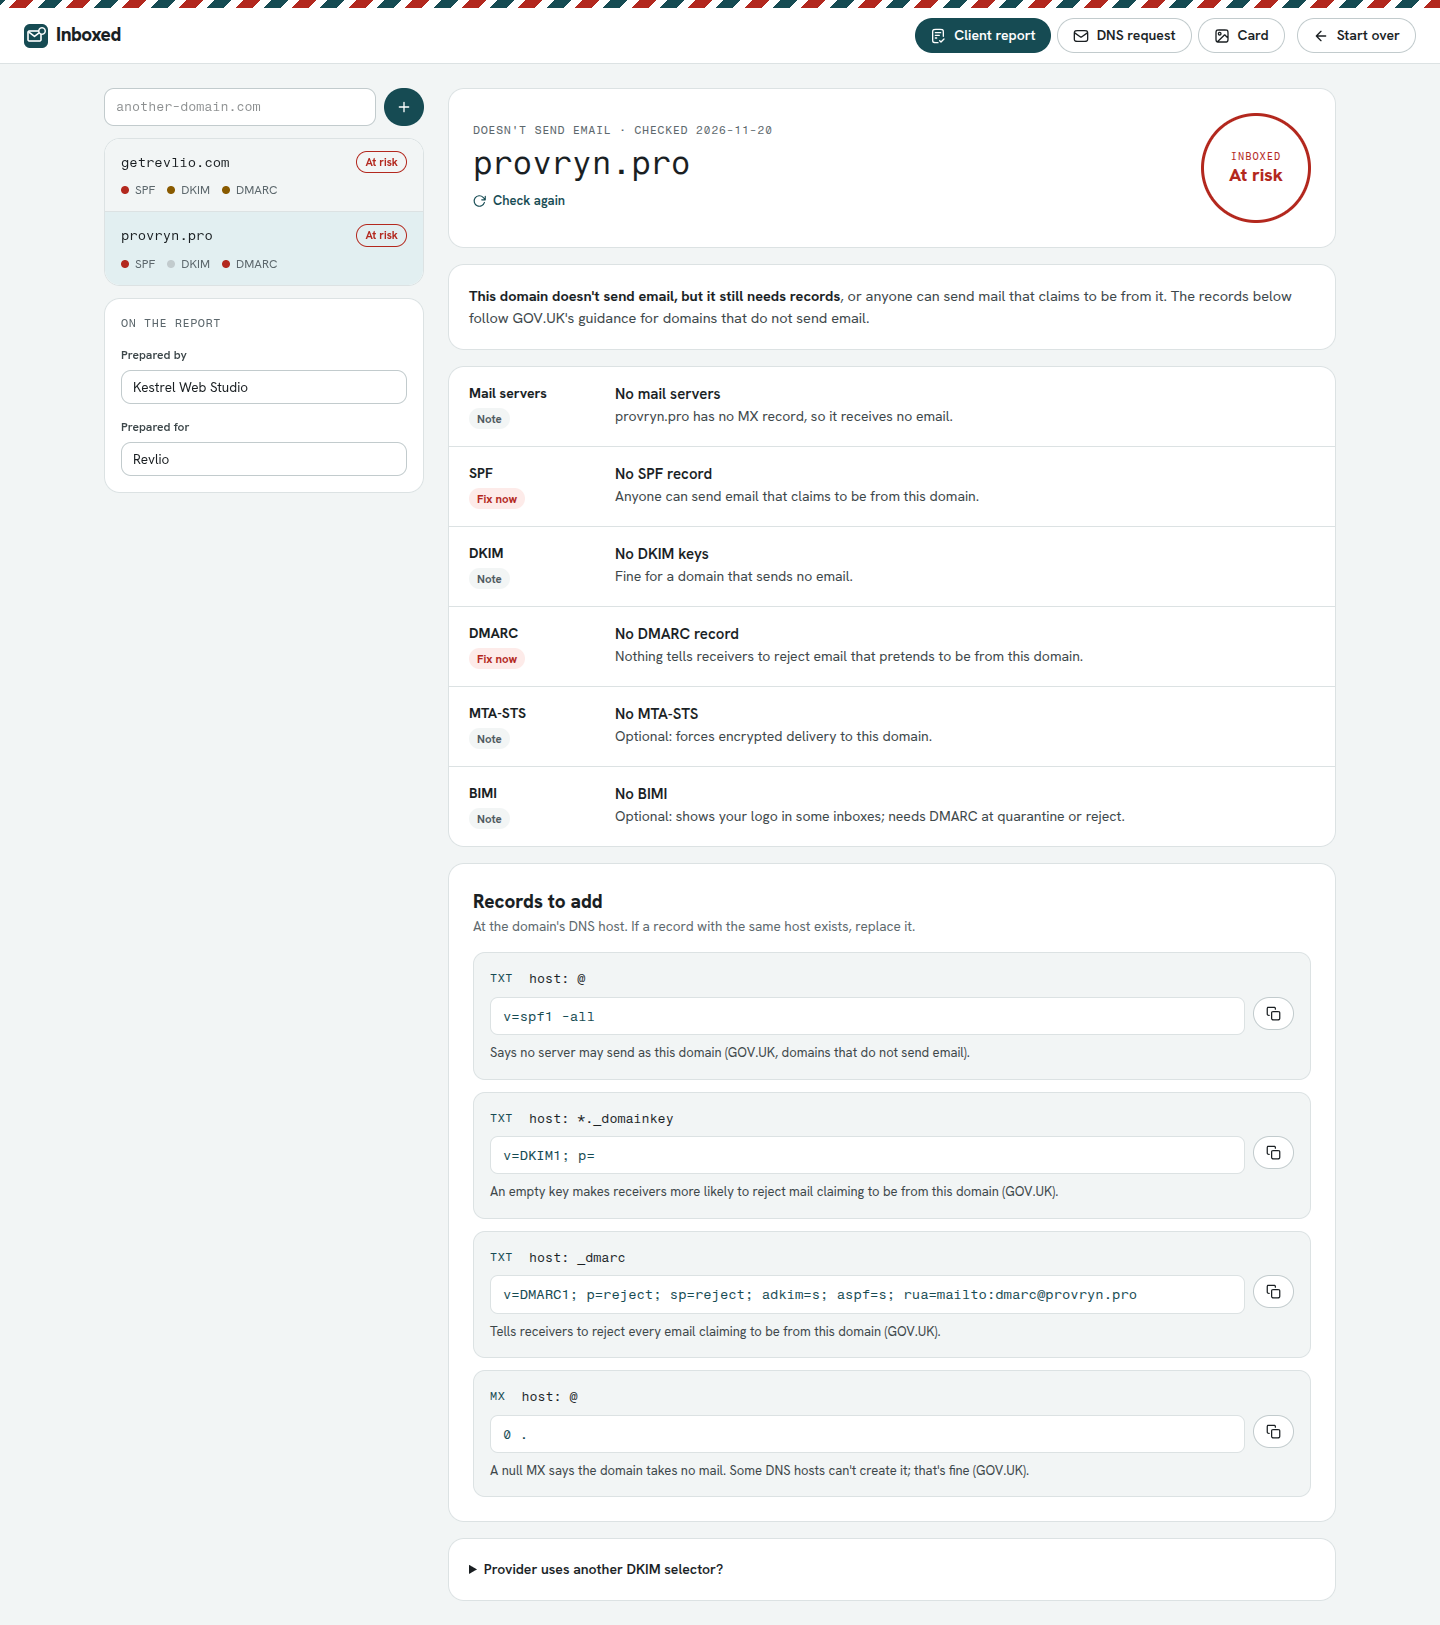 Inboxed
Client report
DNS request
Card
Start over
another-domain.com
getrevlio.com
At risk
SPF DKIM DMARC
provryn.pro
At risk
SPF DKIM DMARC
ON THE REPORT
Prepared by
Kestrel Web Studio
Prepared for
Revlio
DOESN'T SEND EMAIL · CHECKED 2026-11-20
provryn.pro
Check again
INBOXED
At risk
This domain doesn't send email, but it still needs records, or anyone can send mail that claims to be from it. The records below
follow GOV.UK's guidance for domains that do not send email.
Mail servers
Note
No mail servers
provryn.pro has no MX record, so it receives no email.
SPF
Fix now
No SPF record
Anyone can send email that claims to be from this domain.
DKIM
Note
No DKIM keys
Fine for a domain that sends no email.
DMARC
Fix now
No DMARC record
Nothing tells receivers to reject email that pretends to be from this domain.
MTA-STS
Note
No MTA-STS
Optional: forces encrypted delivery to this domain.
BIMI
Note
No BIMI
Optional: shows your logo in some inboxes; needs DMARC at quarantine or reject.
Records to add
At the domain's DNS host. If a record with the same host exists, replace it.
TXT host: @
v=spf1 -all
Says no server may send as this domain (GOV.UK, domains that do not send email).
TXT host: *._domainkey
v=DKIM1; p=
An empty key makes receivers more likely to reject mail claiming to be from this domain (GOV.UK).
TXT host: _dmarc
v=DMARC1; p=reject; sp=reject; adkim=s; aspf=s; rua=mailto:dmarc@provryn.pro
Tells receivers to reject every email claiming to be from this domain (GOV.UK).
MX host: @
0 .
A null MX says the domain takes no mail. Some DNS hosts can't create it; that's fine (GOV.UK).
Provider uses another DKIM selector?